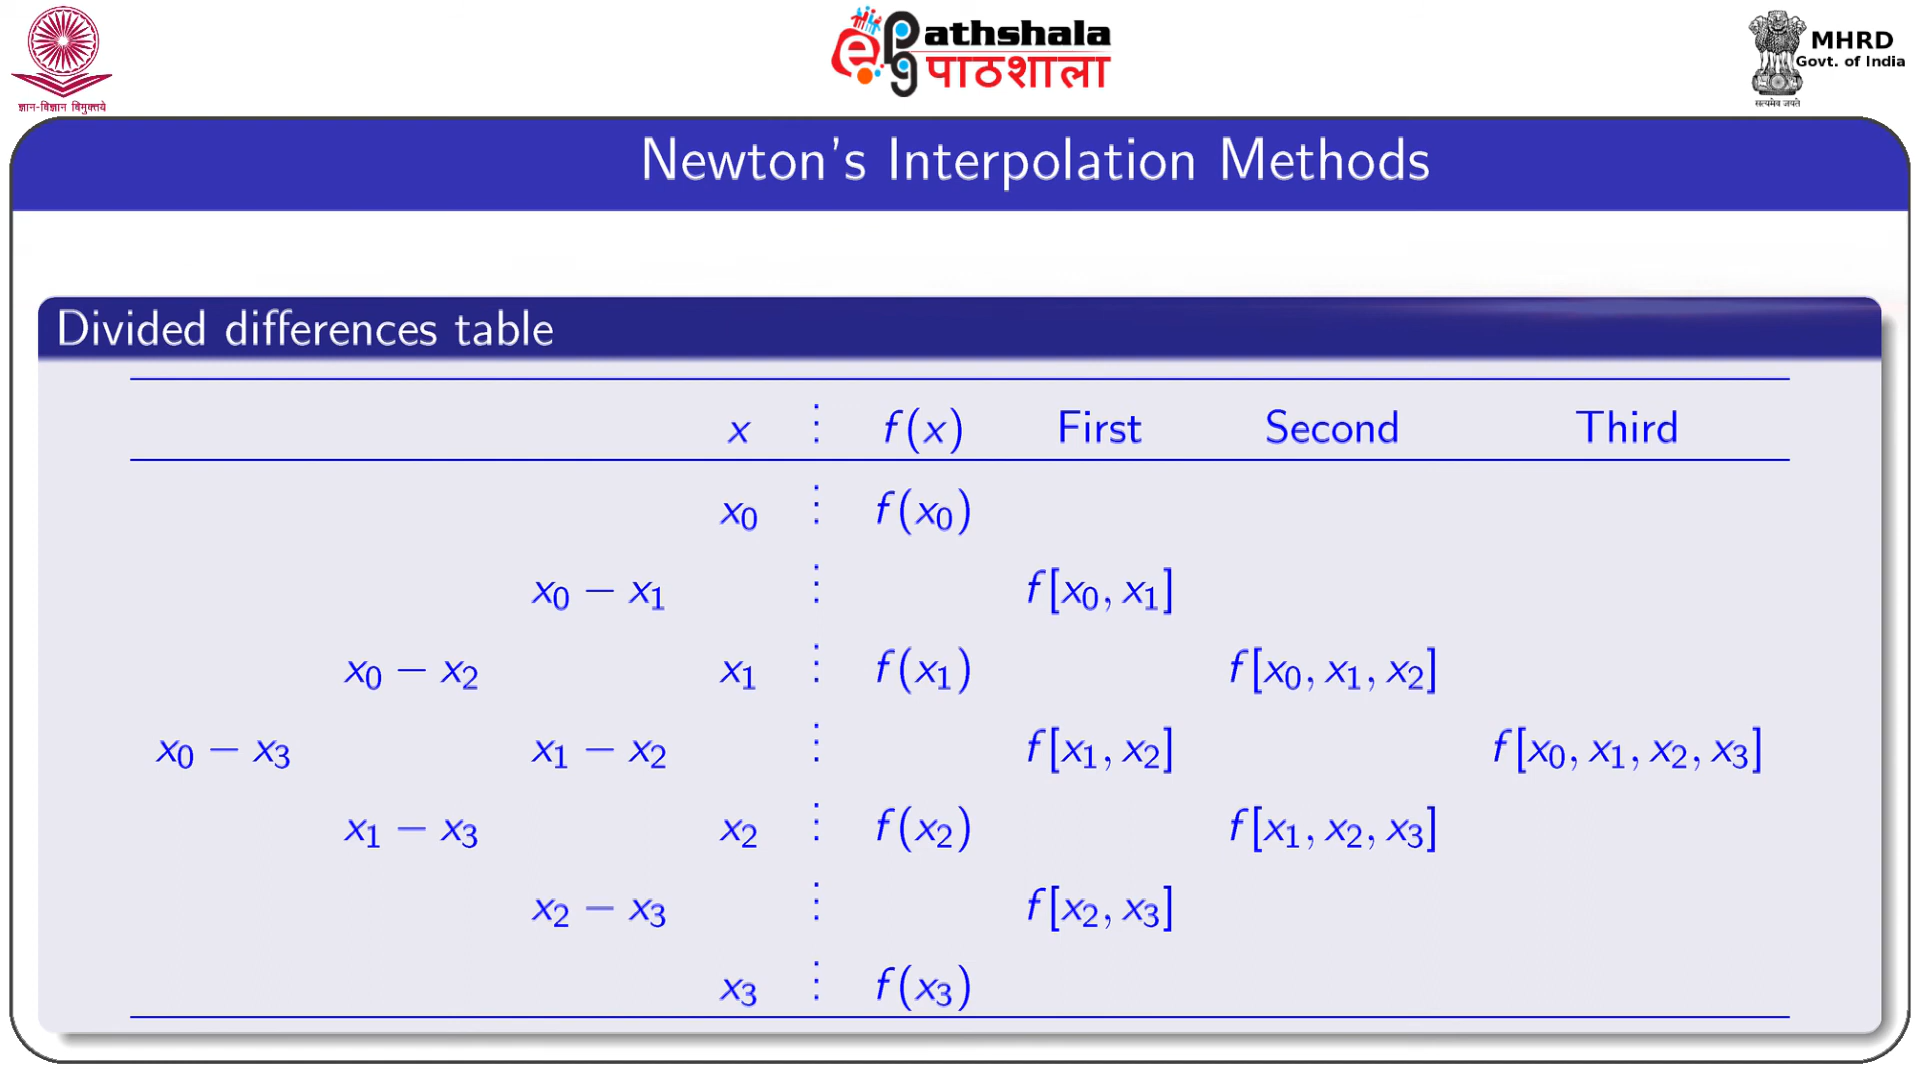 ज्ञान-विज्ञान विमुक्तये
ePG Pathshala
पाठशाला
सत्यमेव जयते
MHRD
Govt. of India
Newton's Interpolation Methods
Divided differences table
x ⋮ f(x) First Second Third
x₀ ⋮ f(x₀)
x₀ − x₁ ⋮ f[x₀, x₁]
x₀ − x₂ x₁ ⋮ f(x₁) f[x₀, x₁, x₂]
x₀ − x₃ x₁ − x₂ ⋮ f[x₁, x₂] f[x₀, x₁, x₂, x₃]
x₁ − x₃ x₂ ⋮ f(x₂) f[x₁, x₂, x₃]
x₂ − x₃ ⋮ f[x₂, x₃]
x₃ ⋮ f(x₃)